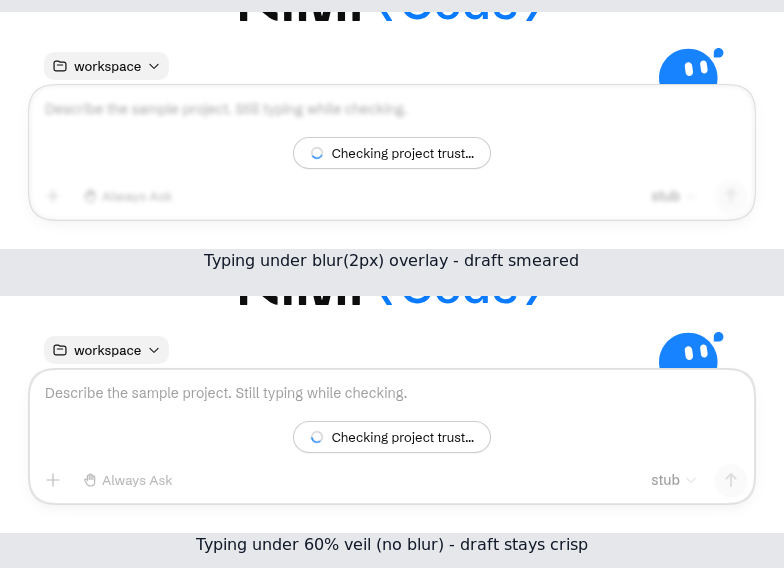 workspace
Describe the sample project. Still typing while checking.
Checking project trust...
Always Ask
stub
Typing under blur(2px) overlay - draft smeared
workspace
Describe the sample project. Still typing while checking.
Checking project trust...
Always Ask
stub
Typing under 60% veil (no blur) - draft stays crisp